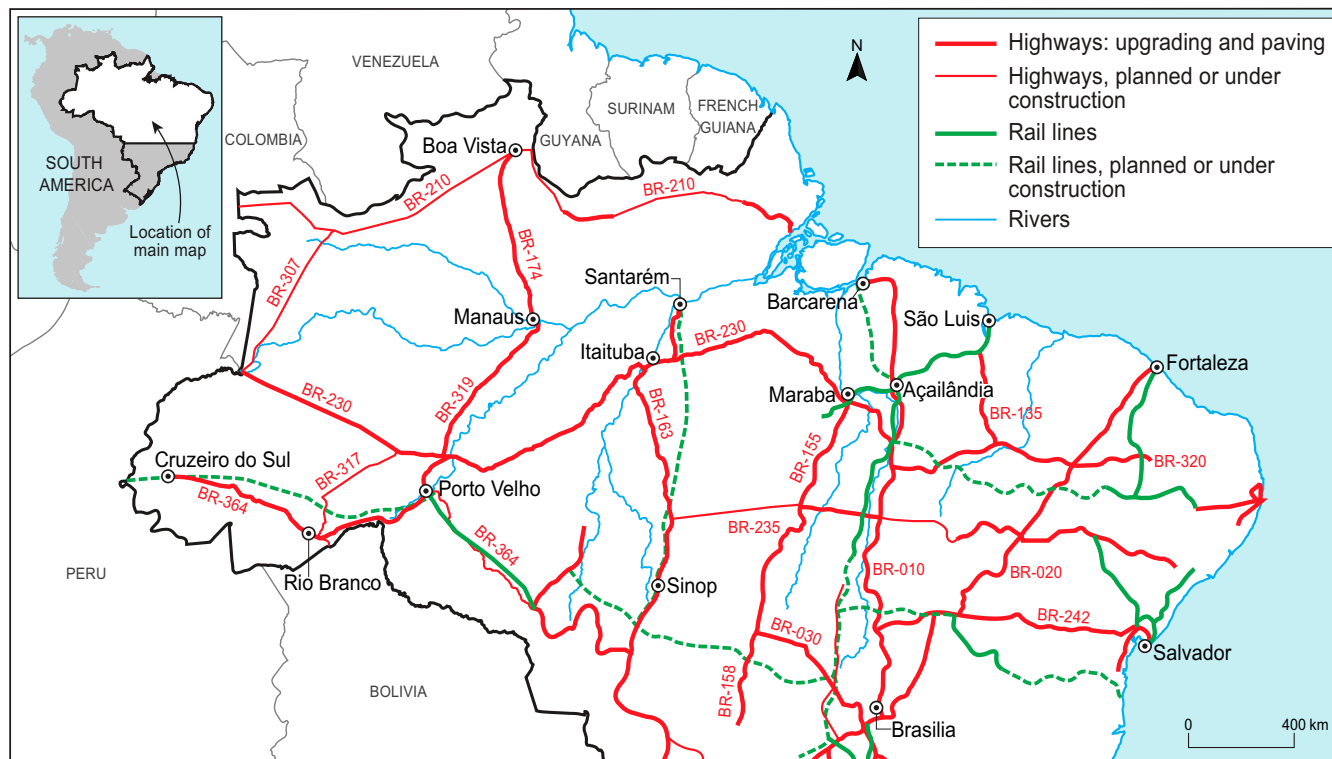 SOUTH
AMERICA
Location of
main map
N
Highways: upgrading and paving
Highways, planned or under
construction
Rail lines
Rail lines, planned or under
construction
Rivers
VENEZUELA
COLOMBIA
GUYANA
SURINAM
FRENCH
GUIANA
PERU
BOLIVIA
Boa Vista
BR-210
BR-210
BR-307
BR-174
Santarém
Barcarena
São Luis
Manaus
Itaituba
BR-230
Fortaleza
Maraba
Açailândia
BR-230
BR-319
BR-163
BR-135
BR-155
BR-320
Cruzeiro do Sul
BR-317
BR-364
Porto Velho
BR-364
BR-235
Rio Branco
Sinop
BR-010
BR-020
BR-030
BR-242
Salvador
BR-158
Brasilia
0
400 km